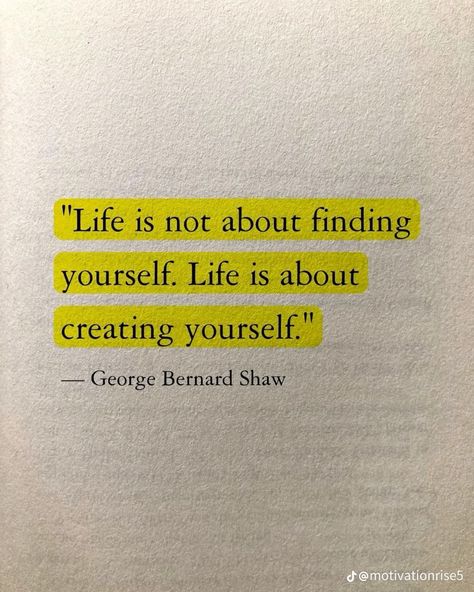 "Life is not about finding
yourself. Life is about
creating yourself."
— George Bernard Shaw
@motivationrise5